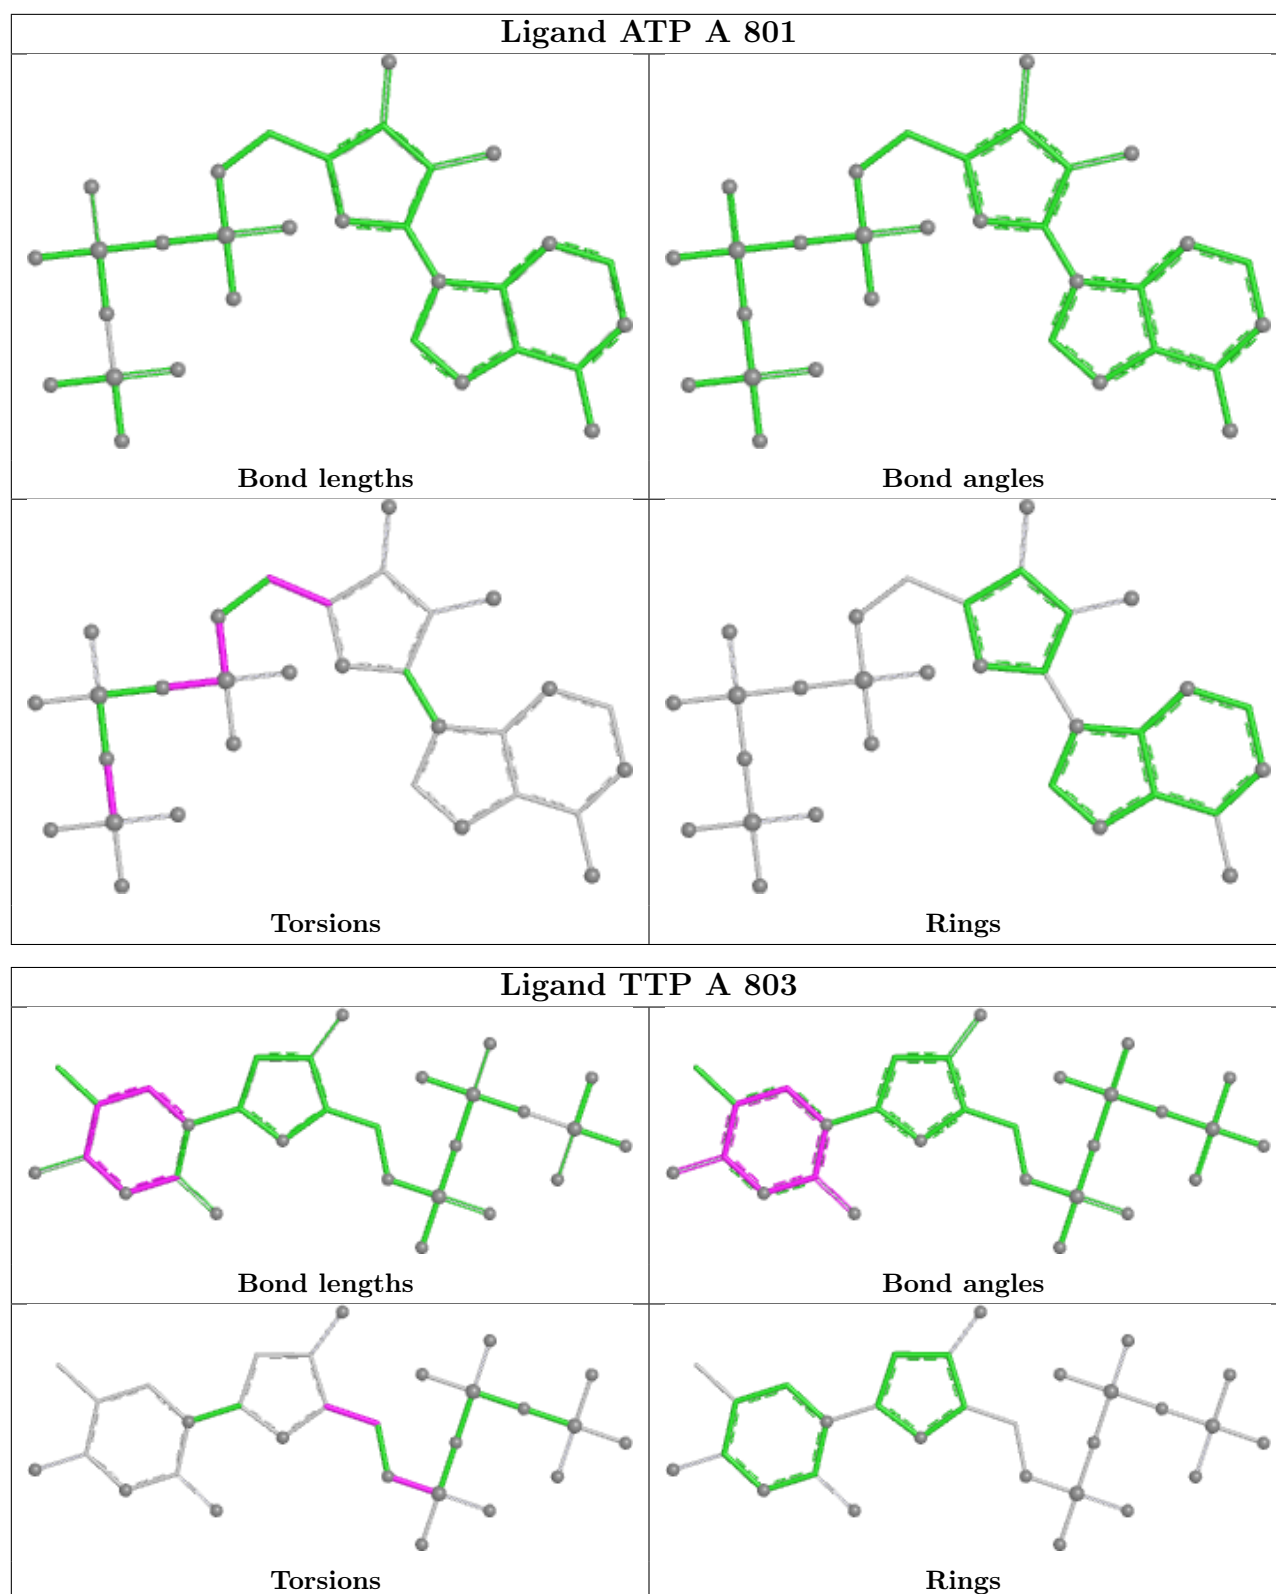 Ligand ATP A 801
Bond lengths
Bond angles
Torsions
Rings
Ligand TTP A 803
Bond lengths
Bond angles
Torsions
Rings